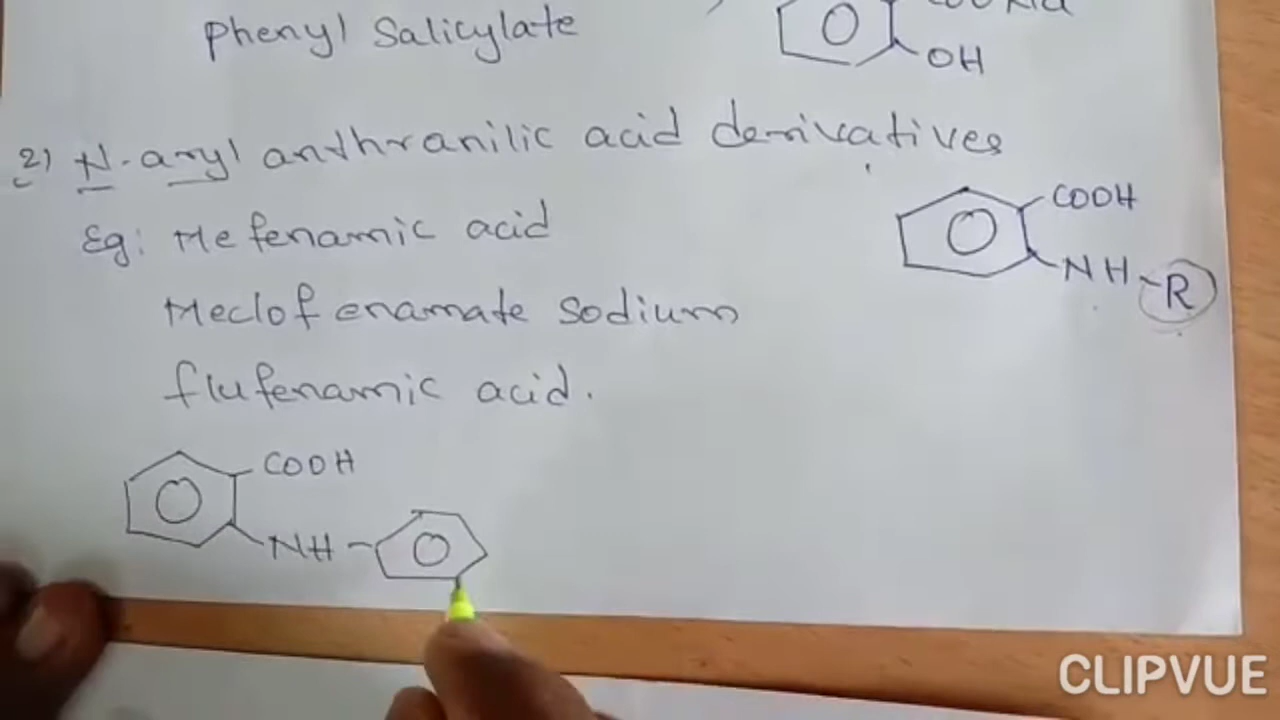 Phenyl Salicylate
OH
2) N-aryl anthranilic acid derivatives
COOH
Eg: Mefenamic acid
NH-R
Meclofenamate sodium
flufenamic acid.
COOH
NH
CLIPVUE